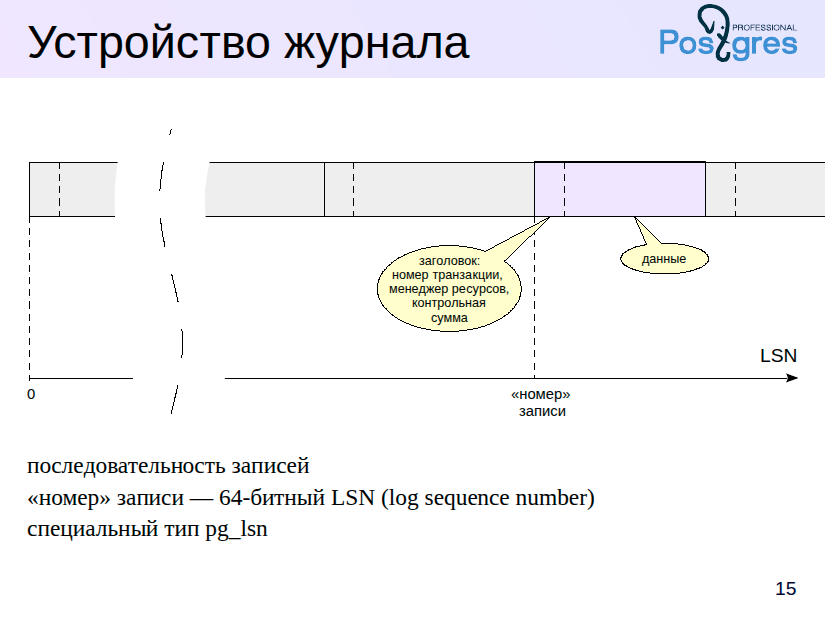 Устройство журнала
PROFESSIONAL
Postgres
заголовок:
номер транзакции,
менеджер ресурсов,
контрольная
сумма
данные
LSN
0
«номер»
записи
последовательность записей
«номер» записи — 64-битный LSN (log sequence number)
специальный тип pg_lsn
15